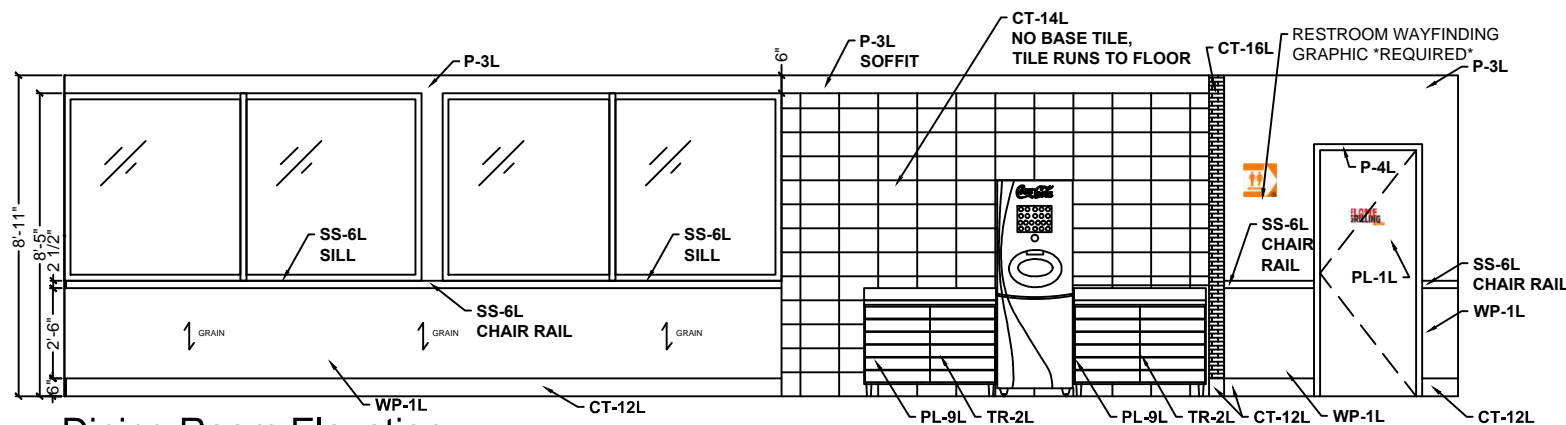 CT-14L
NO BASE TILE,
TILE RUNS TO FLOOR
P-3L
SOFFIT
6"
CT-16L
RESTROOM WAYFINDING
GRAPHIC *REQUIRED*
P-3L
P-3L
8'-11"
8'-5"
2 1/2"
2'-6"
6"
SS-6L
SILL
SS-6L
SILL
SS-6L
CHAIR RAIL
GRAIN
GRAIN
GRAIN
Coca-Cola
P-4L
GRILLING
SS-6L
CHAIR
RAIL
PL-1L
SS-6L
CHAIR RAIL
WP-1L
WP-1L
CT-12L
PL-9L
TR-2L
PL-9L
TR-2L
CT-12L
WP-1L
CT-12L
Dining Room Elevation